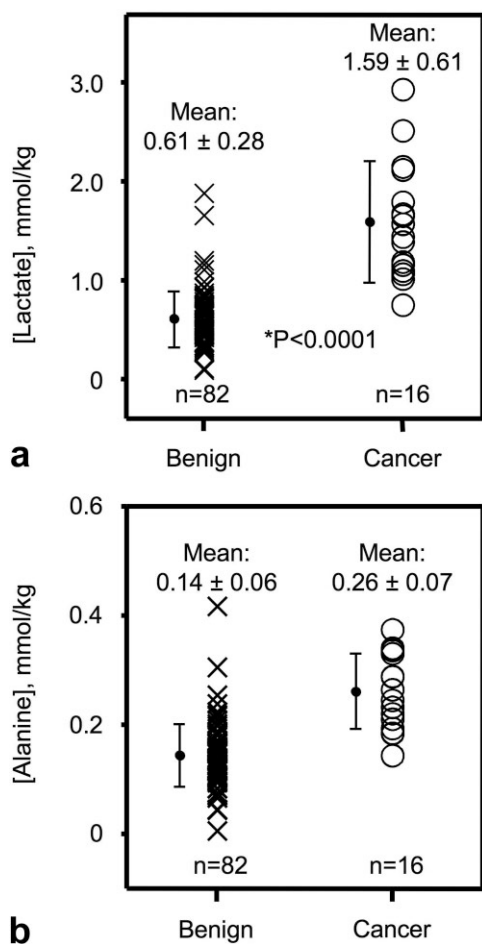 Mean:
1.59 ± 0.61
3.0
Mean:
0.61 ± 0.28
2.0
[Lactate], mmol/kg
1.0
*P<0.0001
0
n=82
n=16
a
Benign
Cancer
0.6
Mean:
0.14 ± 0.06
Mean:
0.26 ± 0.07
0.4
[Alanine], mmol/kg
0.2
0
n=82
n=16
b
Benign
Cancer